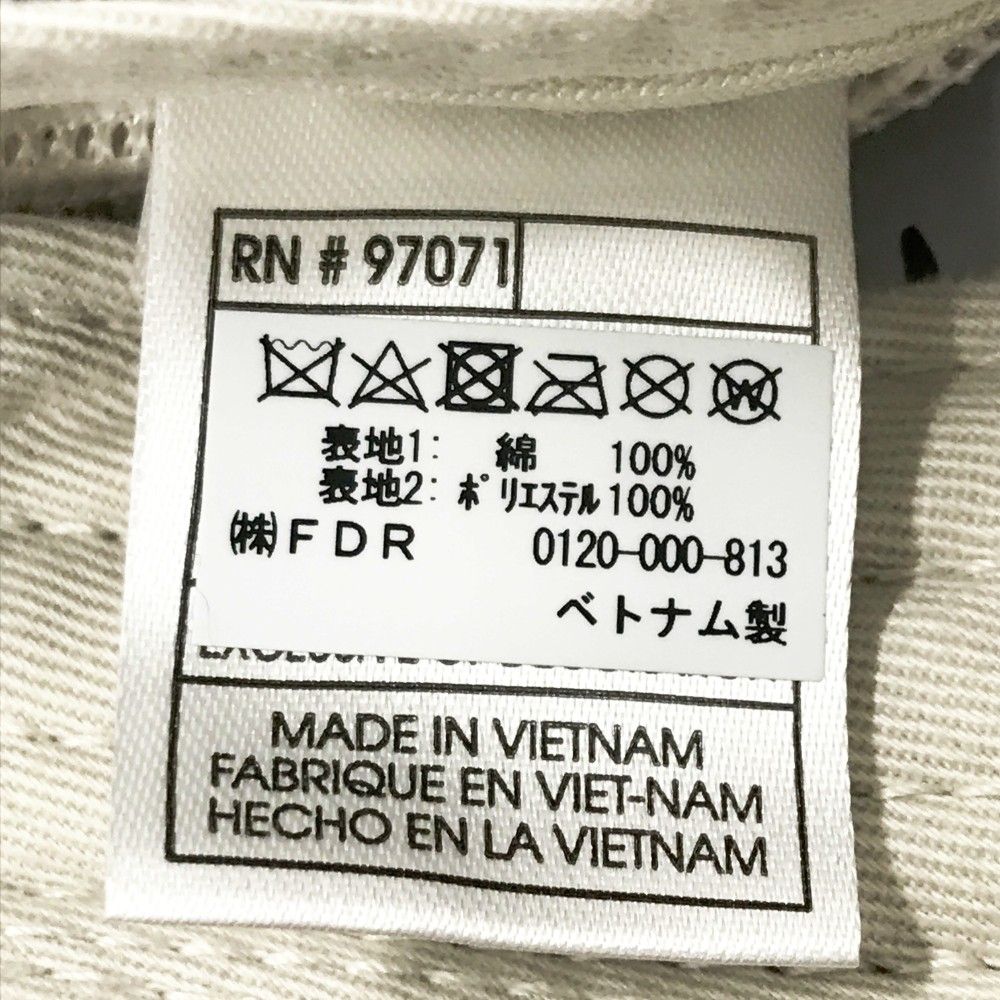 RN # 97071
表地1: 綿 100%
表地2: ポリエステル 100%
㈱FDR 0120-000-813
ベトナム製
MADE IN VIETNAM
FABRIQUE EN VIET-NAM
HECHO EN LA VIETNAM